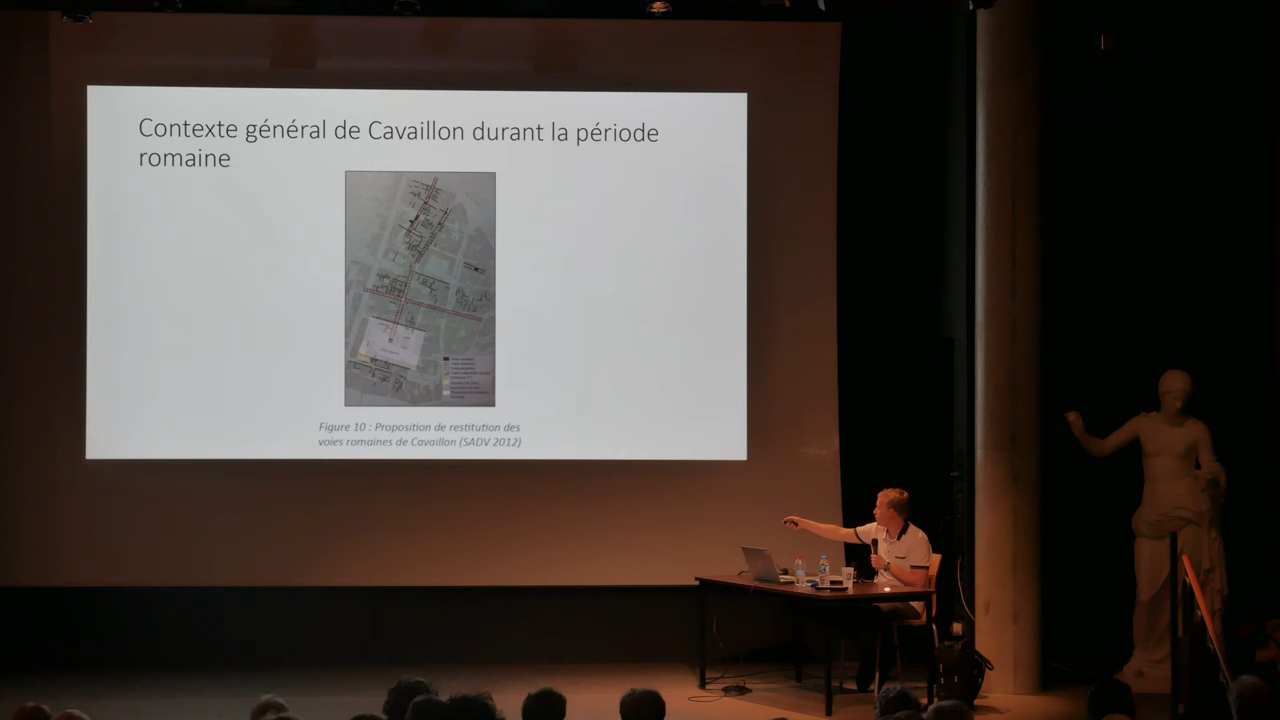 Contexte général de Cavaillon durant la période
romaine
Figure 10 : Proposition de restitution des
voies romaines de Cavaillon (SADV 2012)